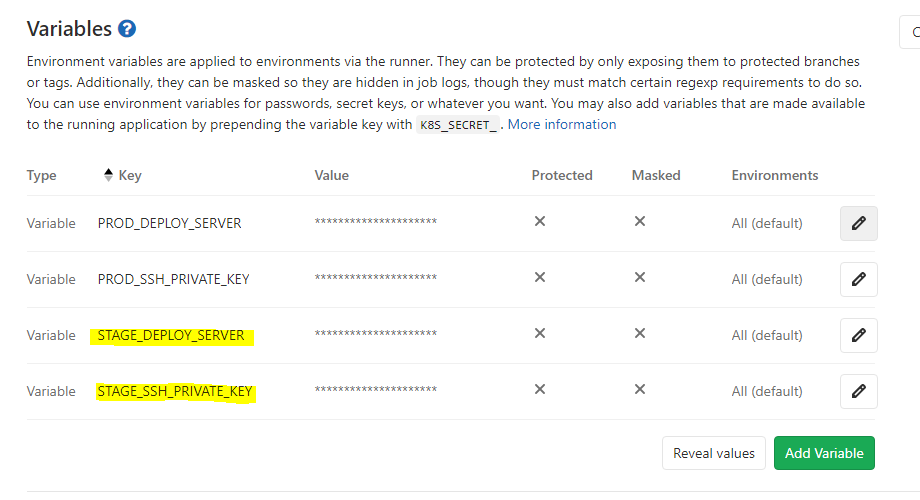 Variables ?
Environment variables are applied to environments via the runner. They can be protected by only exposing them to protected branches
or tags. Additionally, they can be masked so they are hidden in job logs, though they must match certain regexp requirements to do so.
You can use environment variables for passwords, secret keys, or whatever you want. You may also add variables that are made available
to the running application by prepending the variable key with K8S_SECRET_ . More information
Type Key Value Protected Masked Environments
Variable PROD_DEPLOY_SERVER ********************* All (default)
Variable PROD_SSH_PRIVATE_KEY ********************* All (default)
Variable STAGE_DEPLOY_SERVER ********************* All (default)
Variable STAGE_SSH_PRIVATE_KEY ********************* All (default)
Reveal values Add Variable